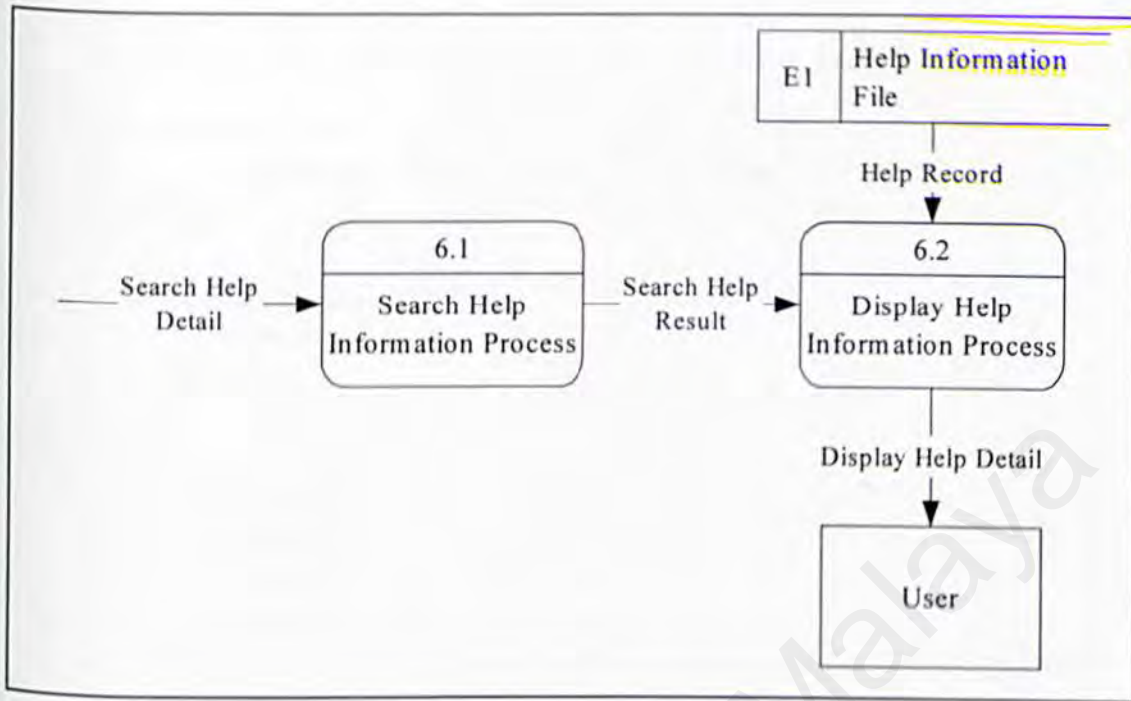 E1
Help Information
File
Help Record
6.1
6.2
Search Help
Detail
Search Help
Information Process
Search Help
Result
Display Help
Information Process
Display Help Detail
User
Malaya